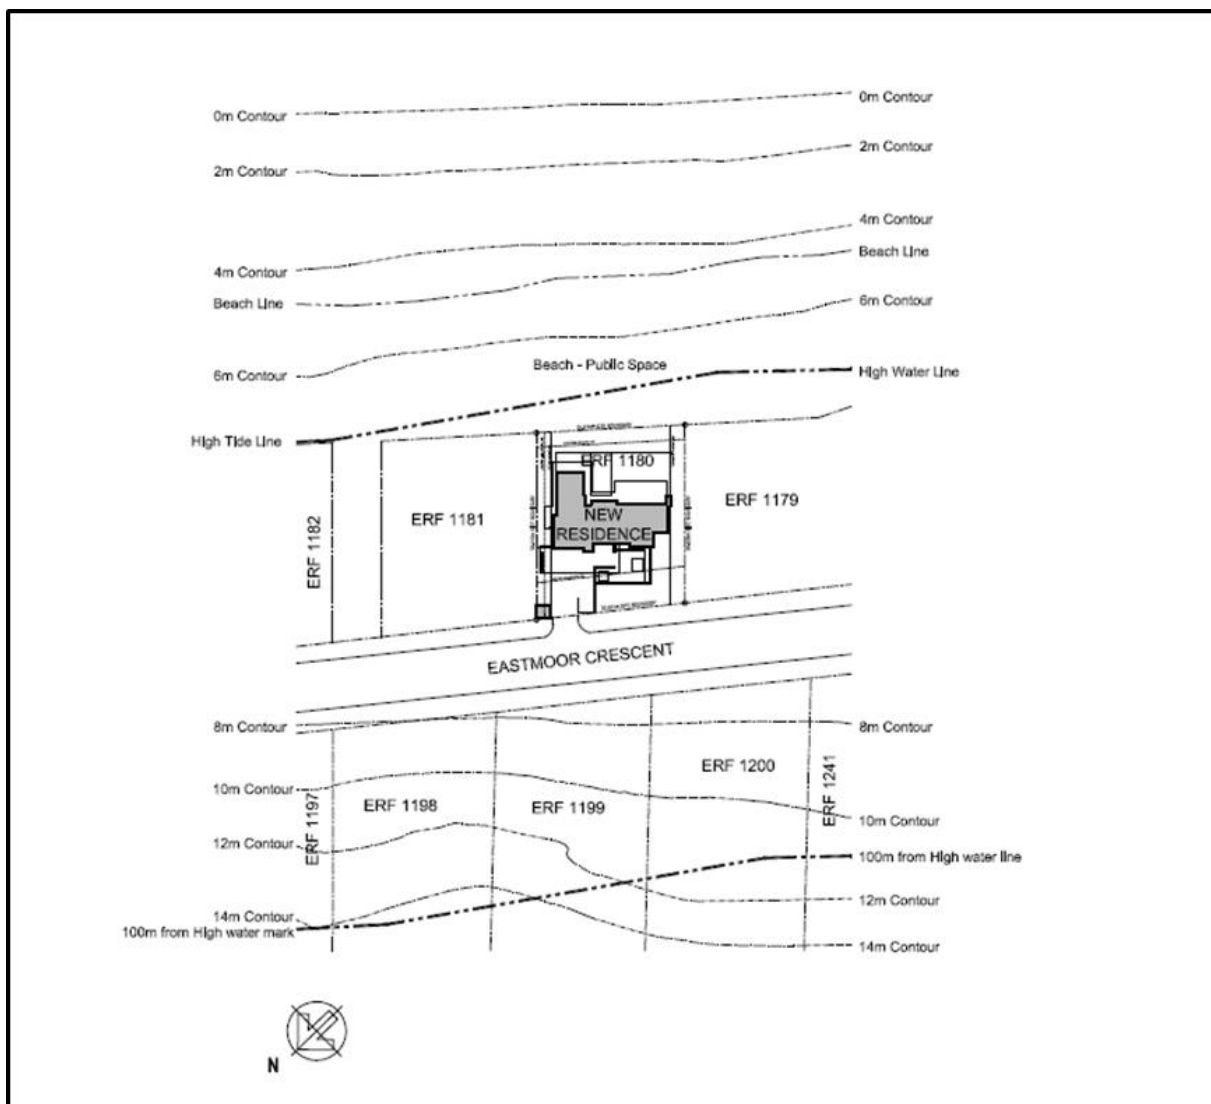 0m Contour
0m Contour
2m Contour
2m Contour
4m Contour
4m Contour
Beach Line
Beach Line
6m Contour
6m Contour
Beach - Public Space
High Water Line
High Tide Line
ERF 1180
ERF 1179
ERF 1181
ERF 1182
NEW
RESIDENCE
EASTMOOR CRESCENT
8m Contour
8m Contour
ERF 1200
ERF 1241
10m Contour
ERF 1197
ERF 1198
ERF 1199
10m Contour
12m Contour
100m from High water line
12m Contour
14m Contour
100m from High water mark
14m Contour
N